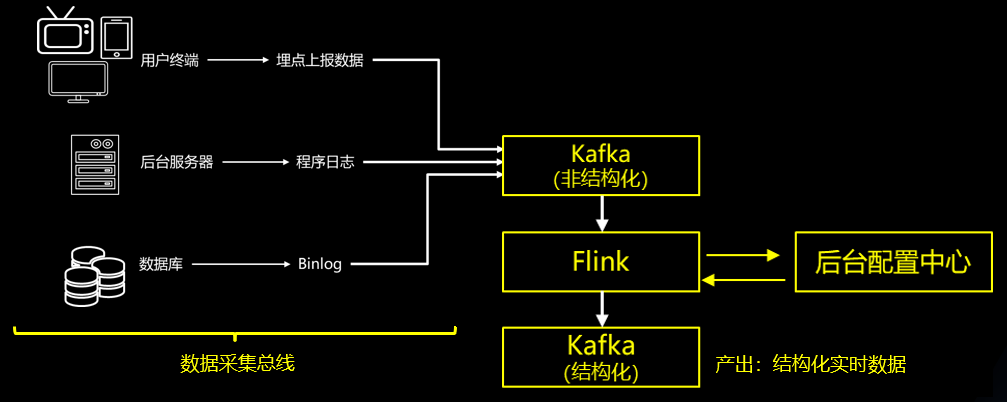 用户终端
埋点上报数据
后台服务器
程序日志
Kafka
(非结构化)
数据库
Binlog
Flink
后台配置中心
数据采集总线
Kafka
(结构化)
产出：结构化实时数据